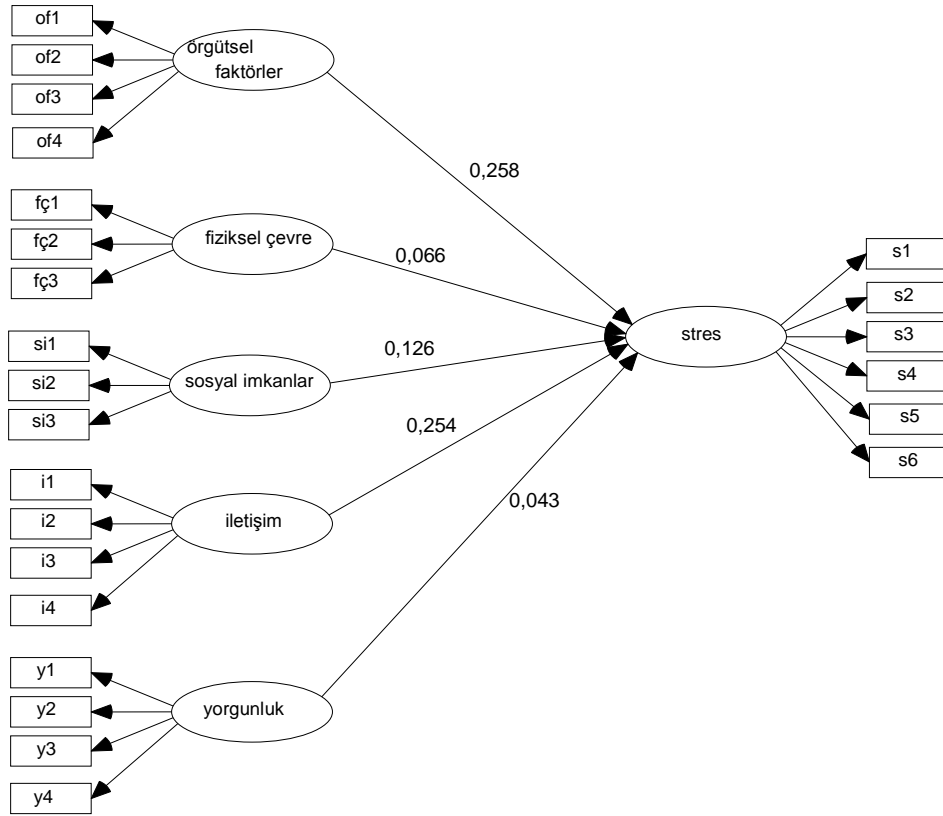 of1
of2
of3
of4
örgütsel
faktörler
0,258
fç1
fç2
fç3
fiziksel çevre
0,066
si1
si2
si3
sosyal imkanlar
0,126
i1
i2
i3
i4
iletişim
0,254
y1
y2
y3
y4
yorgunluk
0,043
stres
s1
s2
s3
s4
s5
s6